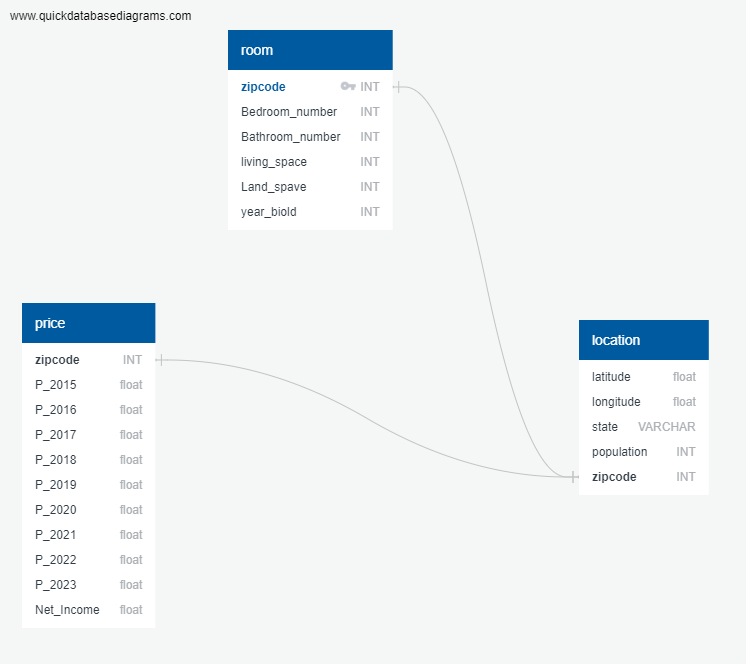 www.quickdatabasediagrams.com
room
zipcode INT
Bedroom_number INT
Bathroom_number INT
living_space INT
Land_spave INT
year_biold INT
price
zipcode INT
P_2015 float
P_2016 float
P_2017 float
P_2018 float
P_2019 float
P_2020 float
P_2021 float
P_2022 float
P_2023 float
Net_Income float
location
latitude float
longitude float
state VARCHAR
population INT
zipcode INT